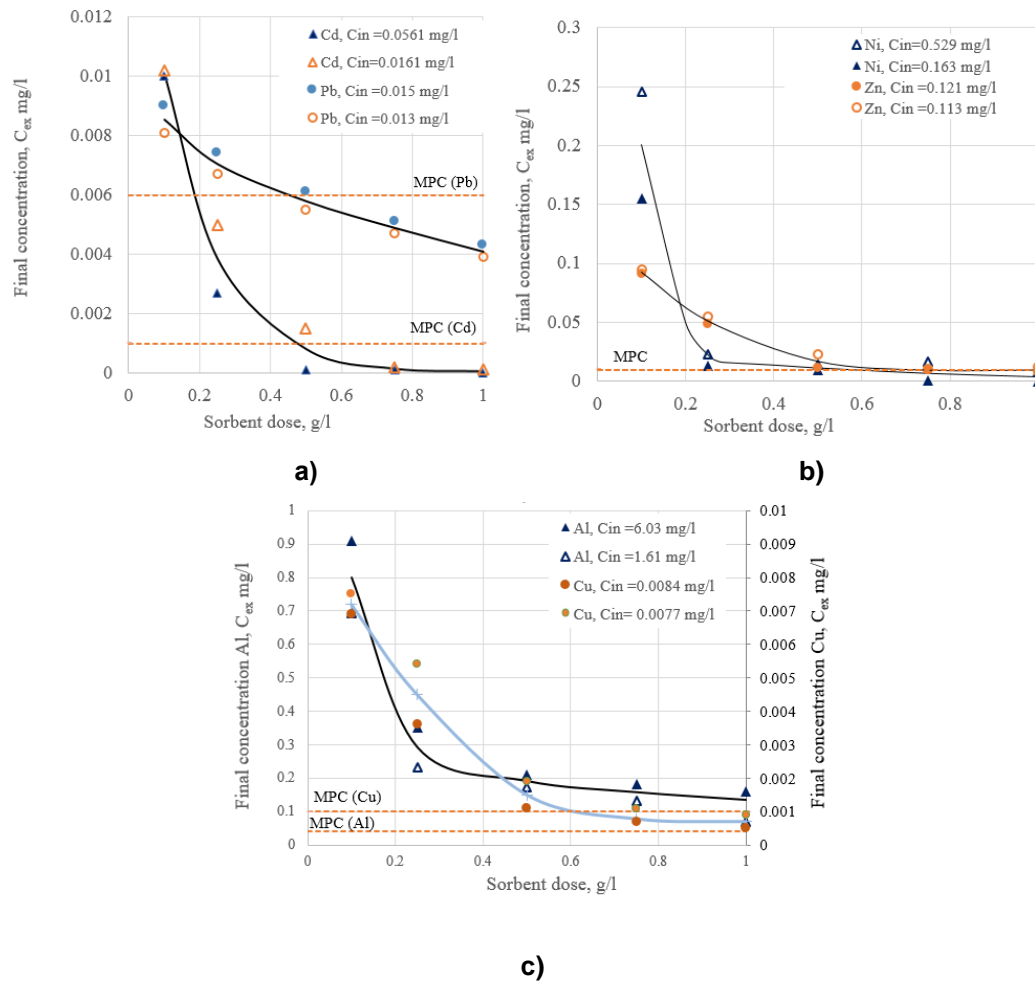 0.012
0.01
0.008
0.006
0.004
0.002
0
Final concentration, Cex mg/l
Cd, Cin=0.0561 mg/l
Cd, Cin=0.0161 mg/l
Pb, Cin =0.015 mg/l
Pb, Cin =0.013 mg/l
MPC (Pb)
MPC (Cd)
0 0.2 0.4 0.6 0.8 1
Sorbent dose, g/l
a)
0.3
0.25
0.2
0.15
0.1
0.05
0
Final concentration, Cex mg/l
Ni, Cin=0.529 mg/l
Ni, Cin=0.163 mg/l
Zn, Cin =0.121 mg/l
Zn, Cin =0.113 mg/l
MPC
0 0.2 0.4 0.6 0.8
Sorbent dose, g/l
b)
1
0.9
0.8
0.7
0.6
0.5
0.4
0.3
0.2
0.1
0
Final concentration Al, Cex mg/l
Al, Cin =6.03 mg/l
Al, Cin =1.61 mg/l
Cu, Cin =0.0084 mg/l
Cu, Cin= 0.0077 mg/l
MPC (Cu)
MPC (Al)
0 0.2 0.4 0.6 0.8 1
Sorbent dose, g/l
0.01
0.009
0.008
0.007
0.006
0.005
0.004
0.003
0.002
0.001
0
Final concentration Cu, Cex mg/l
c)